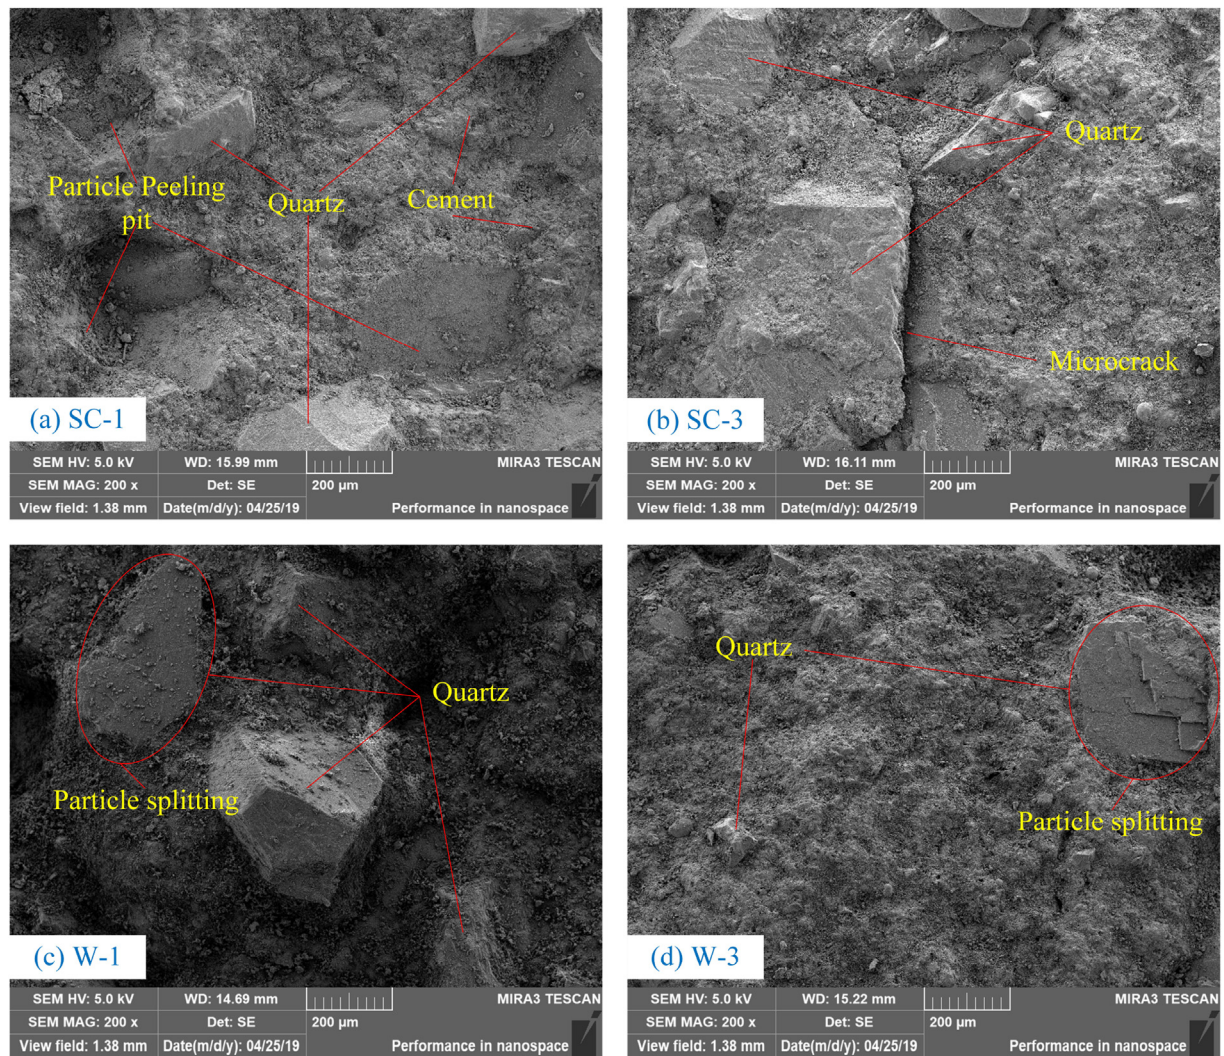 Particle Peeling
pit
Quartz
Cement
(a) SC-1
SEM HV: 5.0 kV
WD: 15.99 mm
MIRA3 TESCAN
SEM MAG: 200 x
Det: SE
200 µm
View field: 1.38 mm
Date(m/d/y): 04/25/19
Performance in nanospace
Quartz
Microcrack
(b) SC-3
SEM HV: 5.0 kV
WD: 16.11 mm
MIRA3 TESCAN
SEM MAG: 200 x
Det: SE
200 µm
View field: 1.38 mm
Date(m/d/y): 04/25/19
Performance in nanospace
Quartz
Particle splitting
(c) W-1
SEM HV: 5.0 kV
WD: 14.69 mm
MIRA3 TESCAN
SEM MAG: 200 x
Det: SE
200 µm
View field: 1.38 mm
Date(m/d/y): 04/25/19
Performance in nanospace
Quartz
Particle splitting
(d) W-3
SEM HV: 5.0 kV
WD: 15.22 mm
MIRA3 TESCAN
SEM MAG: 200 x
Det: SE
200 µm
View field: 1.38 mm
Date(m/d/y): 04/25/19
Performance in nanospace